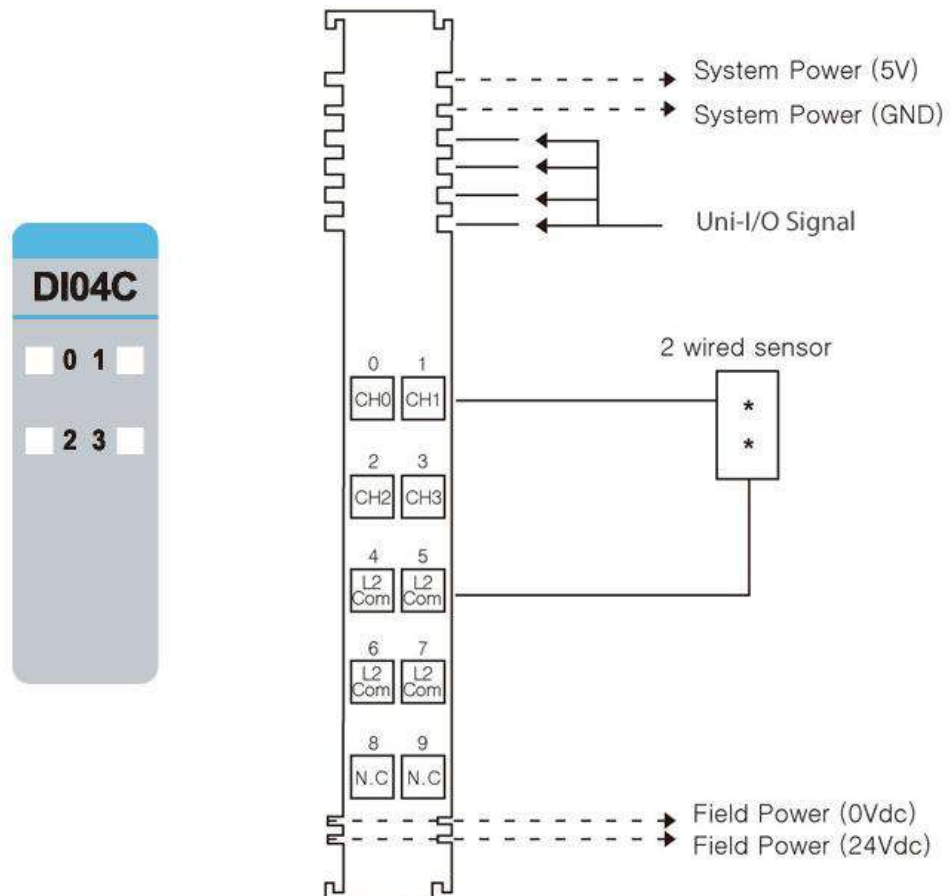 DI04C
0 1
2 3
System Power (5V)
System Power (GND)
Uni-I/O Signal
2 wired sensor
*
*
0 1
CH0 CH1
2 3
CH2 CH3
4 5
L2 L2
Com Com
6 7
L2 L2
Com Com
8 9
N.C N.C
Field Power (0Vdc)
Field Power (24Vdc)